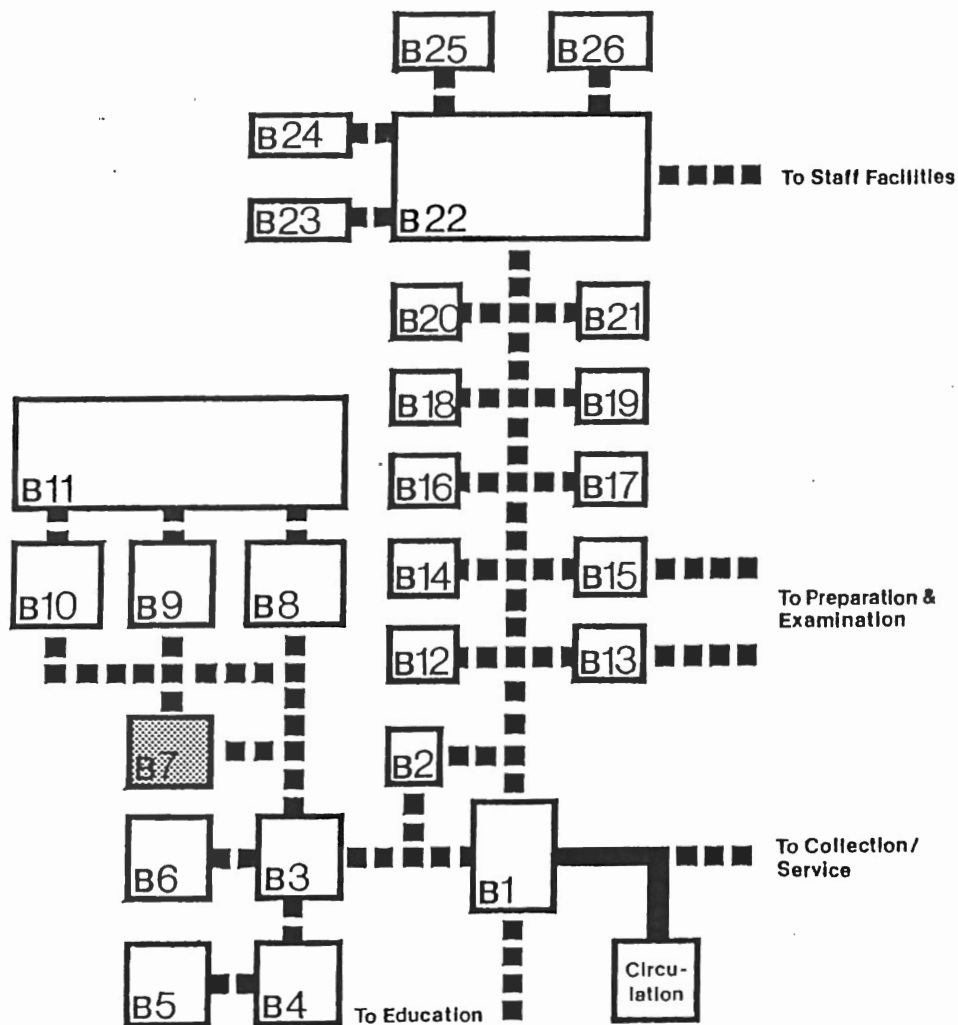 B25
B26
B24
To Staff Facilities
B23
B22
B20
B21
B18
B19
B11
B16
B17
B14
B15
B10
B9
B8
To Preparation &
Examination
B12
B13
B7
B2
To Collection/
Service
B6
B3
B1
Circu-
lation
B5
B4
To Education